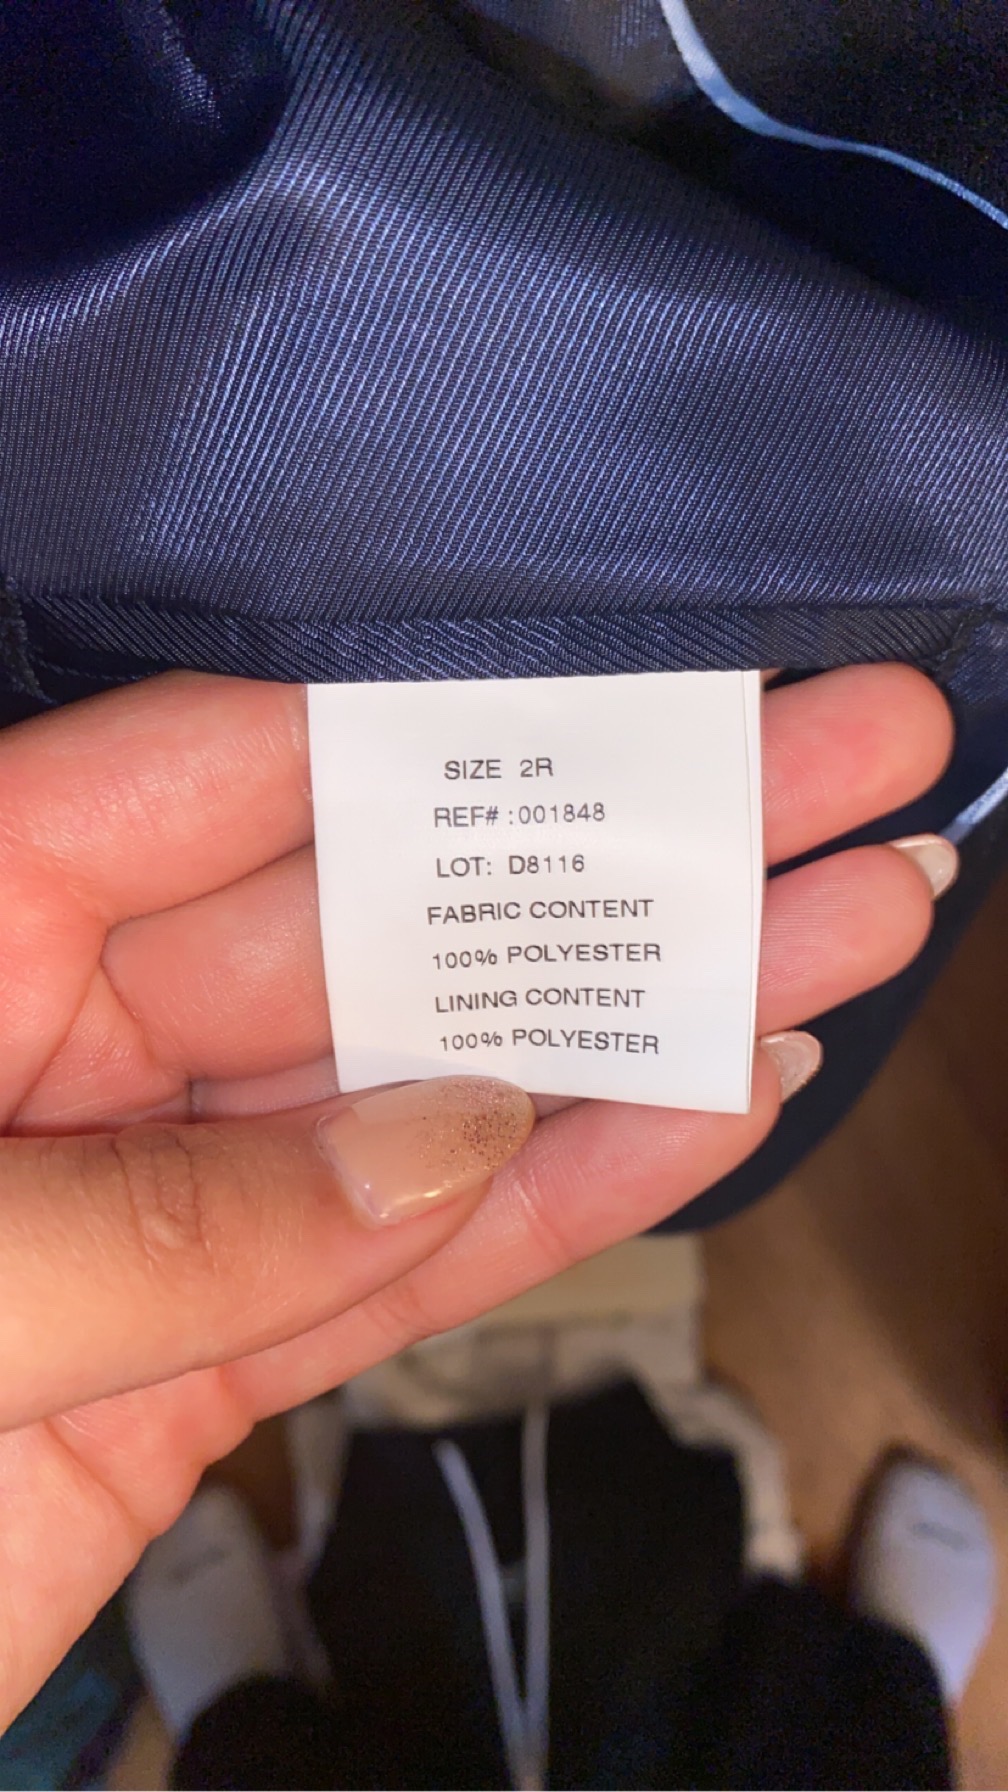 SIZE 2R
REF# :001848
LOT: D8116
FABRIC CONTENT
100% POLYESTER
LINING CONTENT
100% POLYESTER